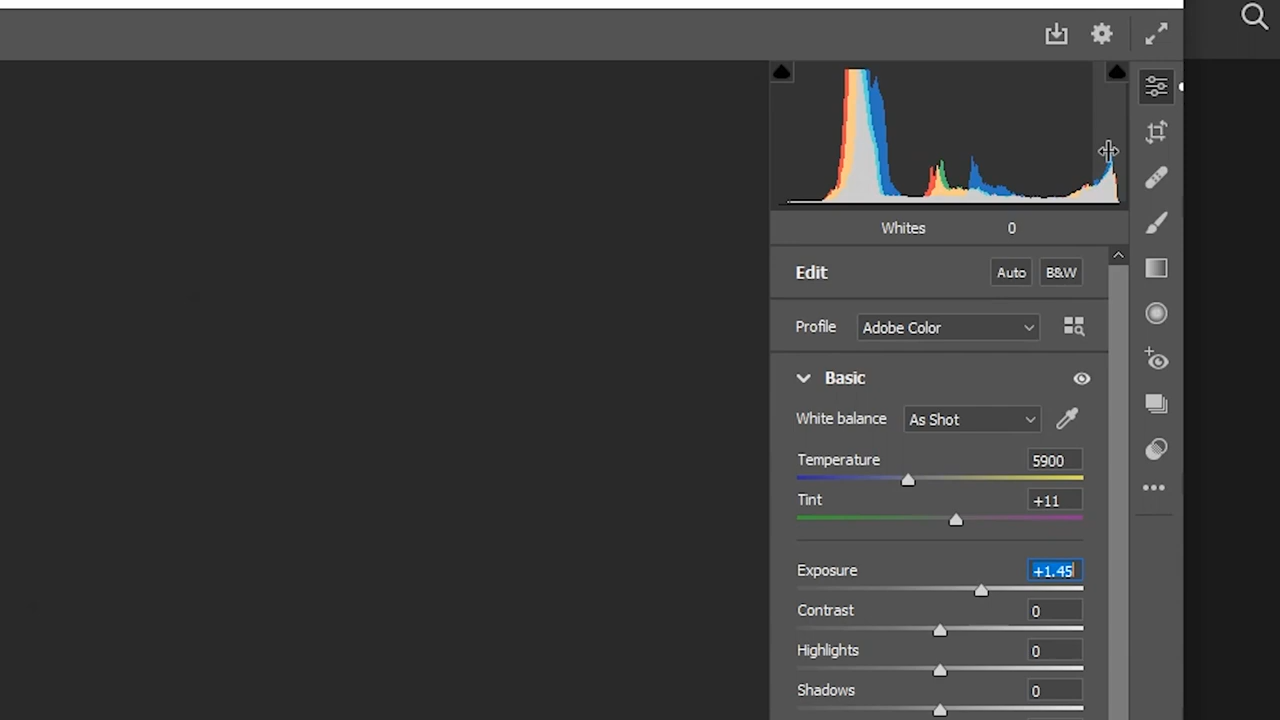 Whites 0
Edit Auto B&W
Profile Adobe Color
Basic
White balance As Shot
Temperature 5900
Tint +11
Exposure +1.45
Contrast 0
Highlights 0
Shadows 0